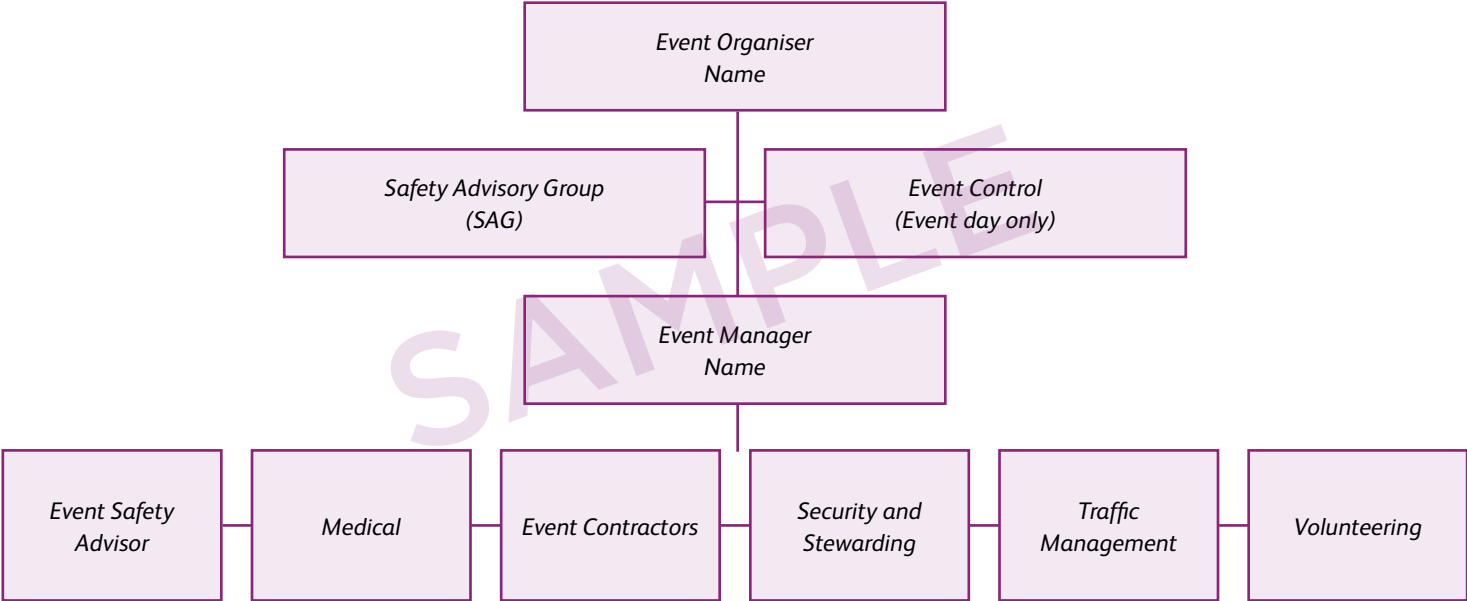 Event Organiser
Name
Safety Advisory Group
(SAG)
Event Control
(Event day only)
SAMPLE
Event Manager
Name
Event Safety
Advisor
Medical
Event Contractors
Security and
Stewarding
Traffic
Management
Volunteering